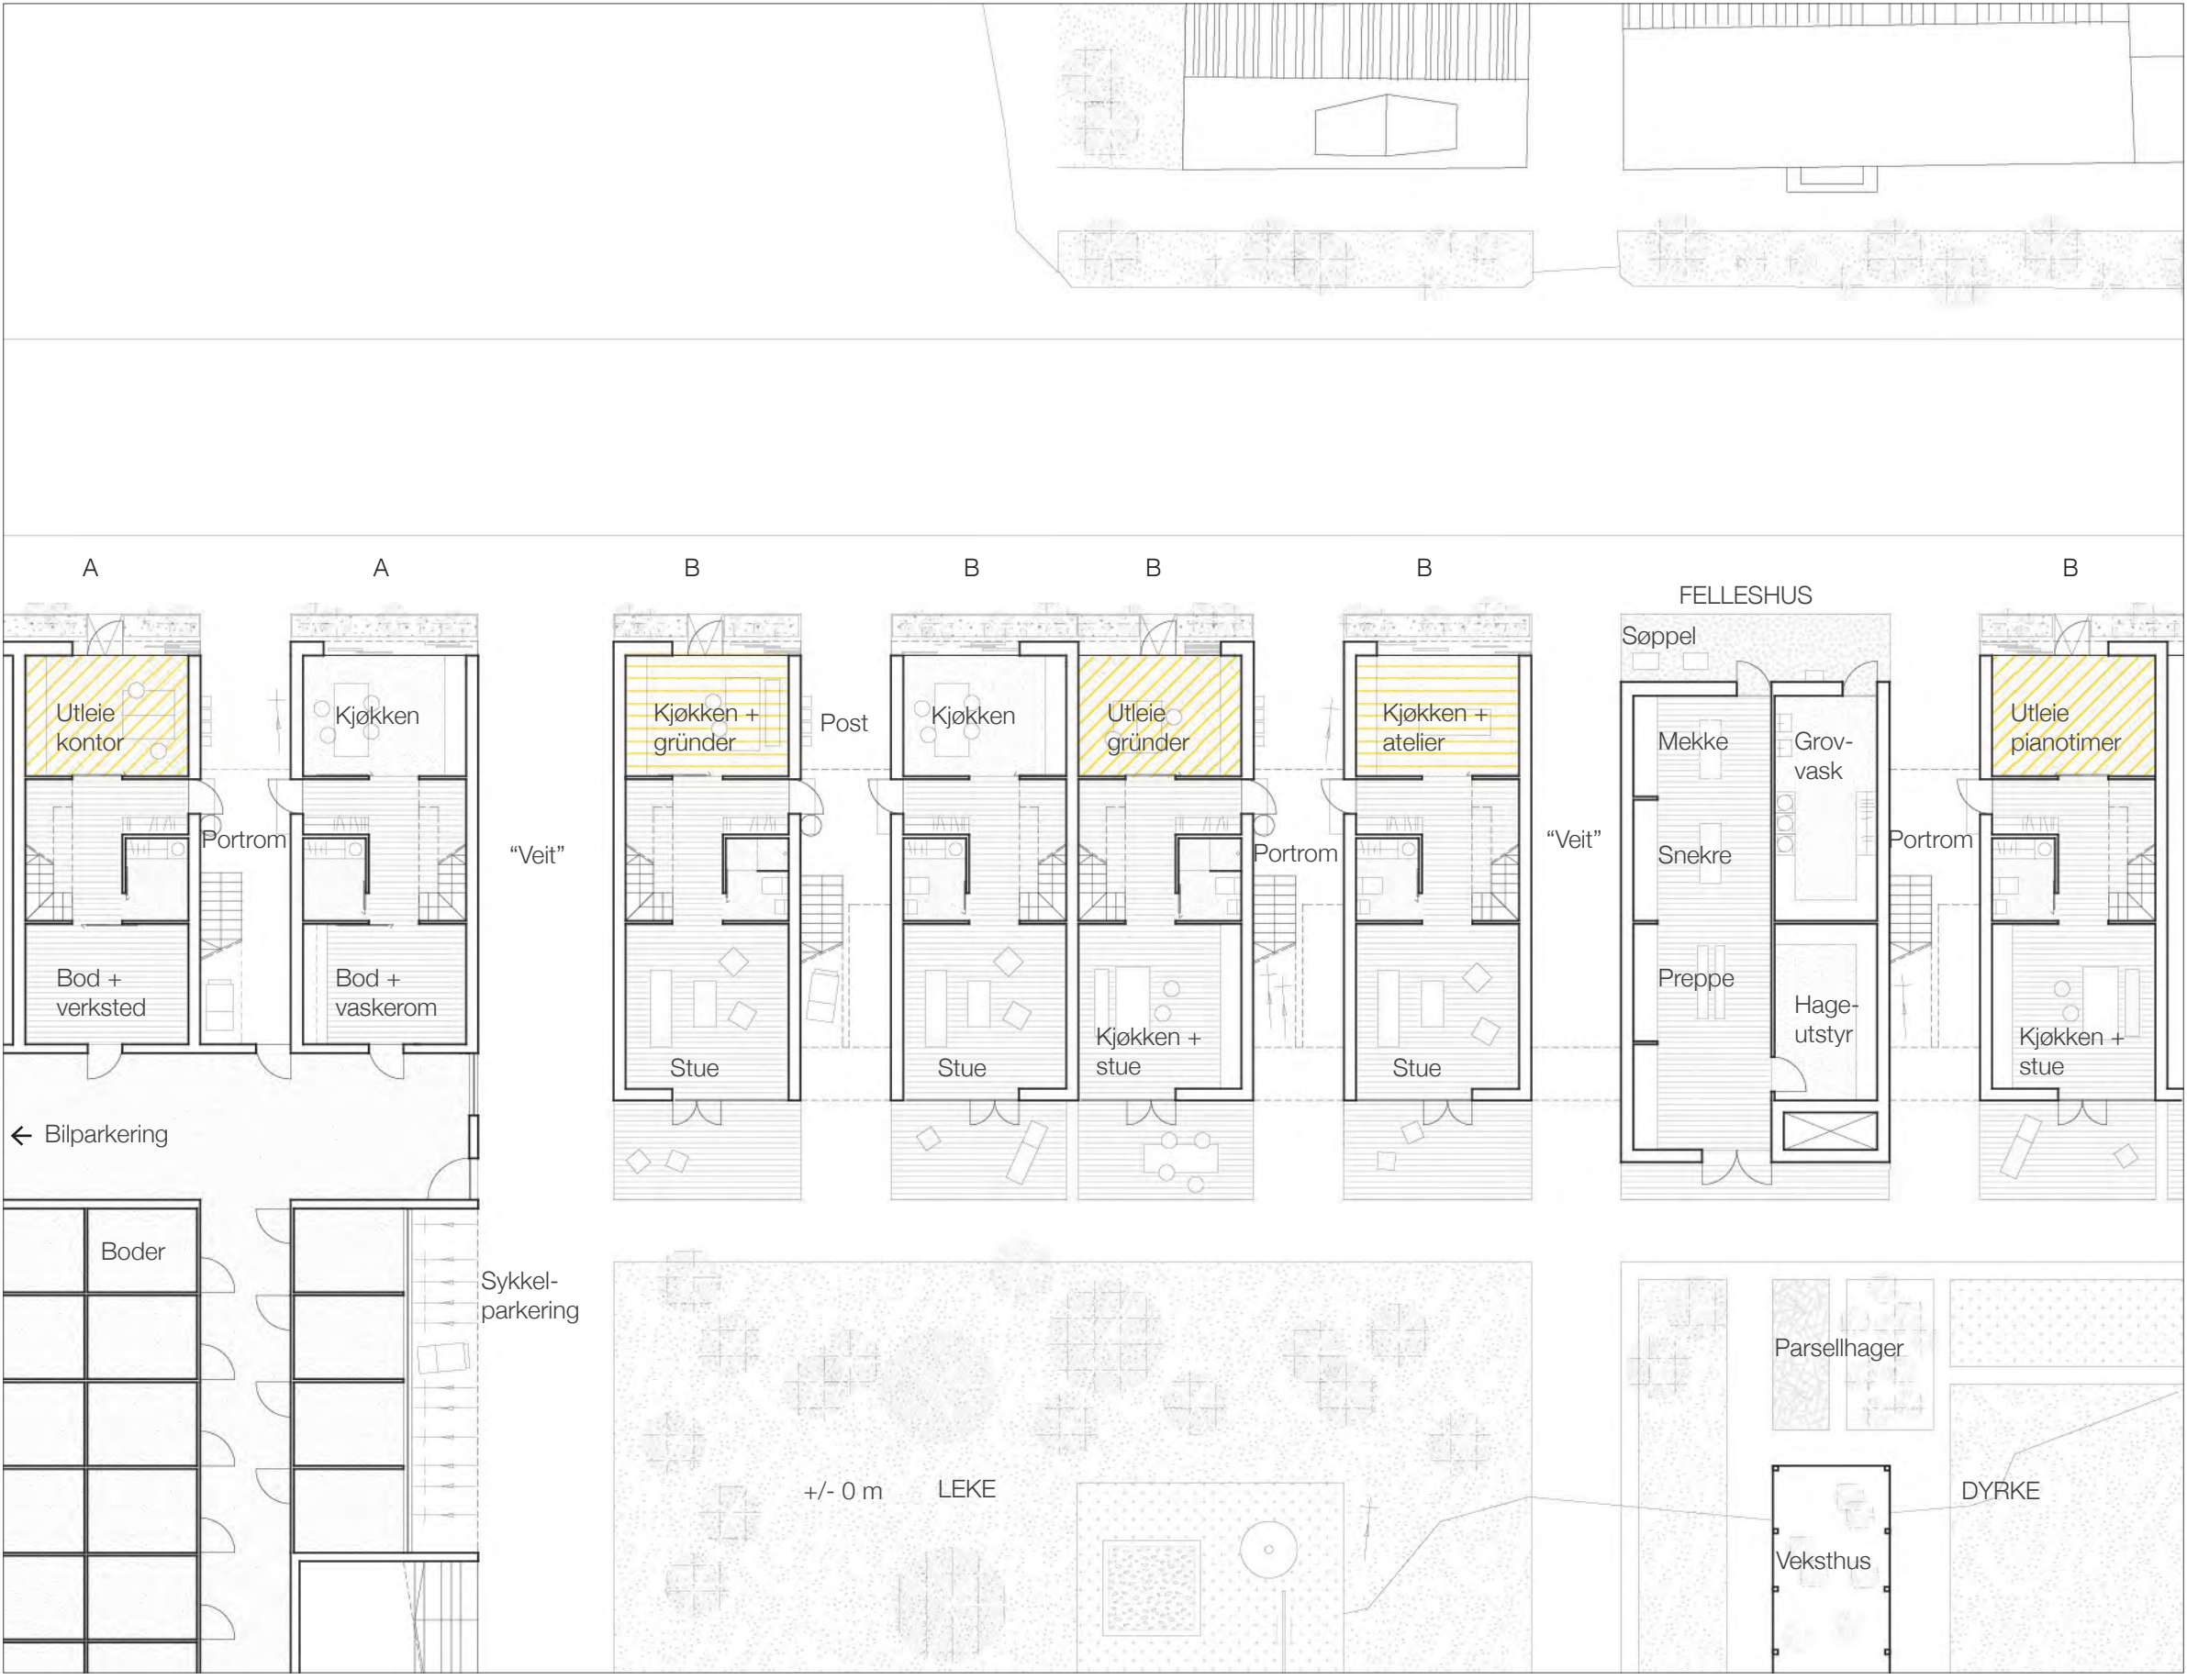 A
A
B
B
B
B
B
FELLESHUS
Søppel
Utleie
kontor
Kjøkken
Kjøkken +
gründer
Post
Kjøkken
Utleie
gründer
Kjøkken +
atelier
Mekke
Grov-
vask
Utleie
pianotimer
Portrom
“Veit”
Portrom
“Veit”
Snekre
Portrom
Bod +
verksted
Bod +
vaskerom
Stue
Stue
Kjøkken +
stue
Stue
Preppe
Hage-
utstyr
Kjøkken +
stue
← Bilparkering
Boder
Sykkel-
parkering
Parsellhager
+/- 0 m
LEKE
DYRKE
Veksthus